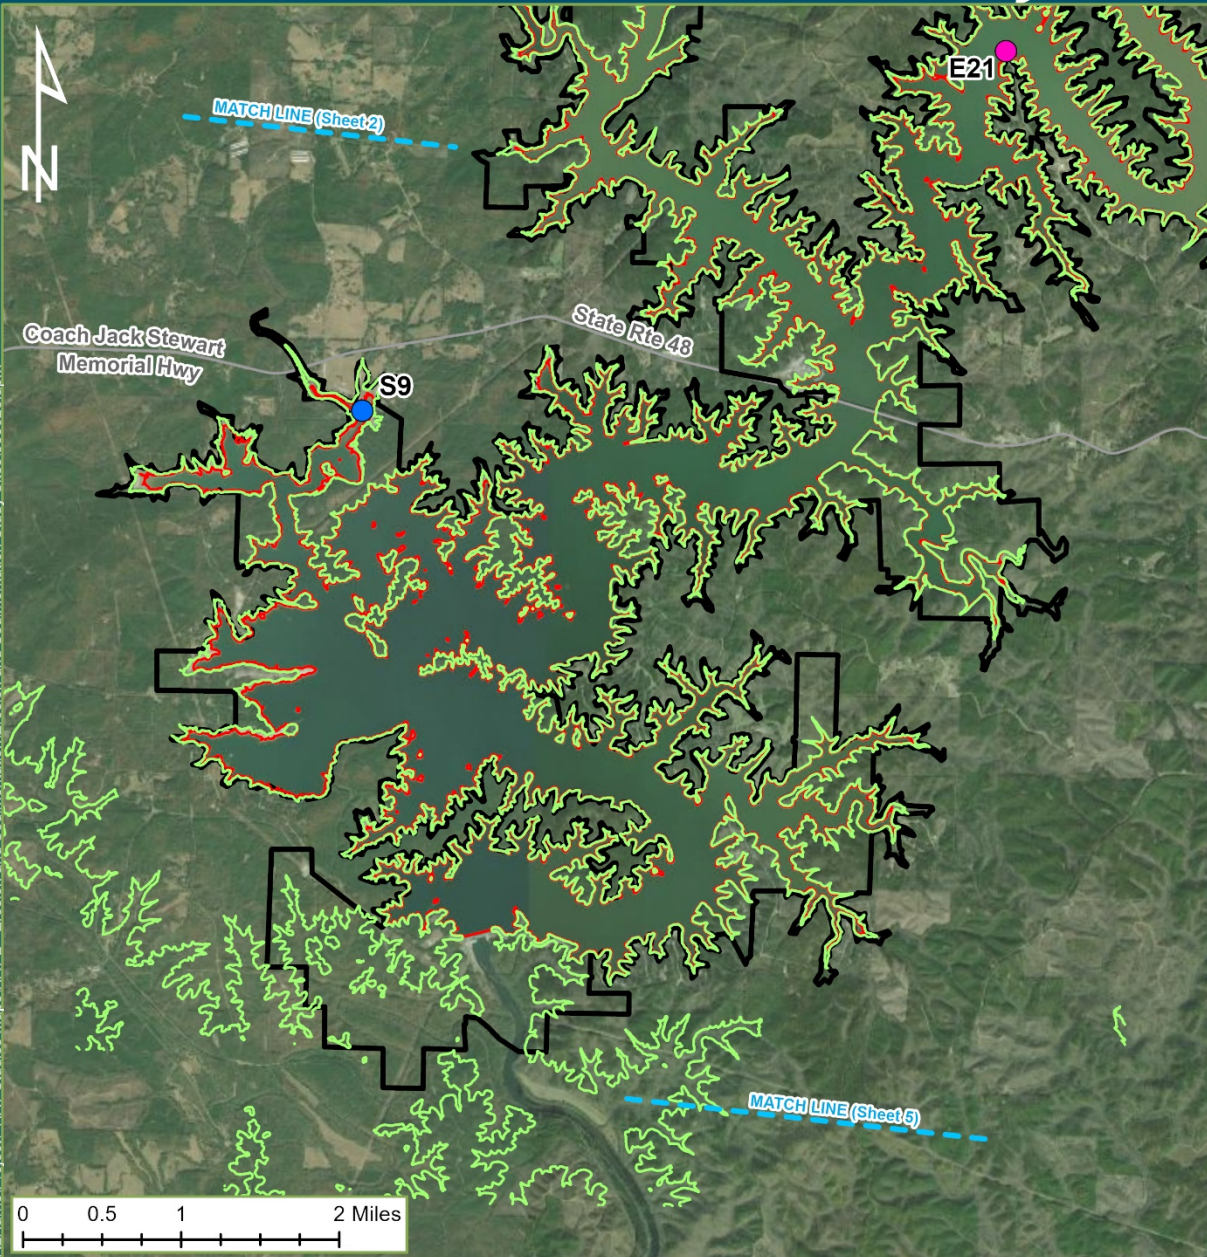 E21
MATCH LINE (Sheet 2)
N
State Rte 48
Coach Jack Stewart
Memorial Hwy
S9
MATCH LINE (Sheet 5)
0 0.5 1 2 Miles